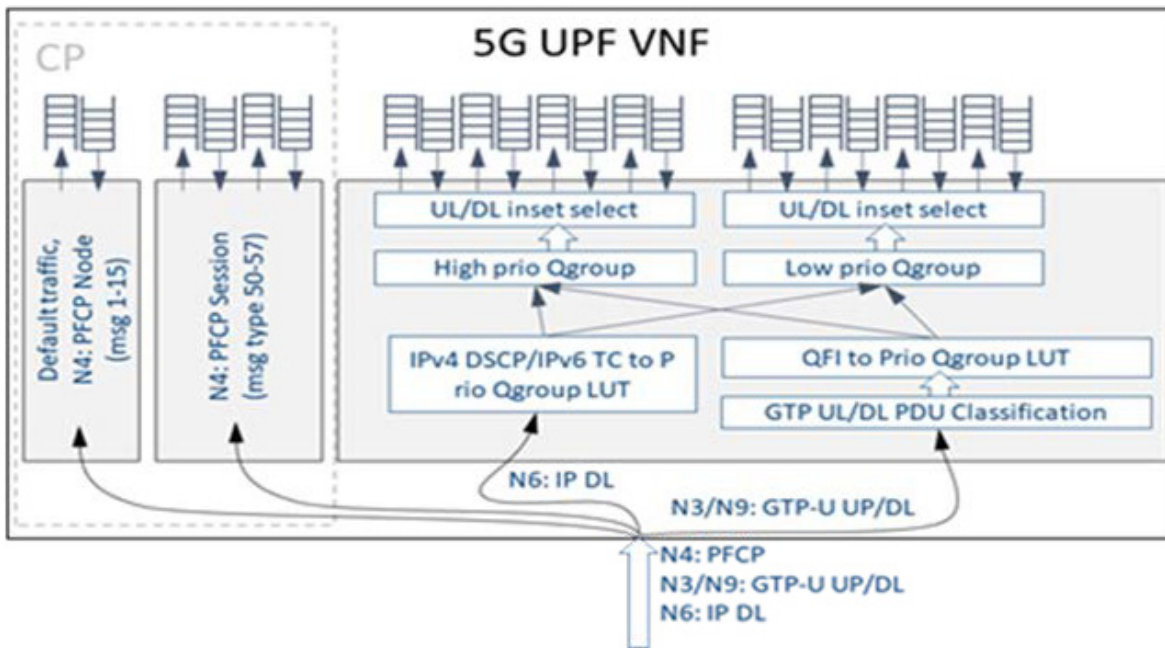 5G UPF VNF
CP
Default traffic,
N4: PFCP Node
(msg 1-15)
N4: PFCP Session
(msg type 50-57)
UL/DL inset select
High prio Qgroup
IPv4 DSCP/IPv6 TC to P
rio Qgroup LUT
UL/DL inset select
Low prio Qgroup
QFI to Prio Qgroup LUT
GTP UL/DL PDU Classification
N6: IP DL
N3/N9: GTP-U UP/DL
N4: PFCP
N3/N9: GTP-U UP/DL
N6: IP DL